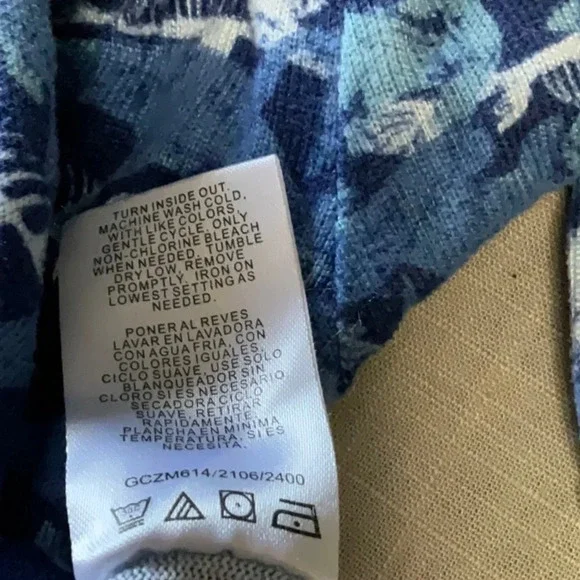 TURN INSIDE OUT.
MACHINE WASH COLD,
WITH LIKE COLORS,
GENTLE CYCLE, ONLY
NON-CHLORINE BLEACH
WHEN NEEDED, TUMBLE
DRY LOW, REMOVE
PROMPTLY, IRON ON
LOWEST SETTING AS
NEEDED.
PONER AL REVES
LAVAR EN LAVADORA
CON AGUA FRIA, CON
COLORES IGUALES,
CICLO SUAVE, USE SOLO
BLANQUEADOR SIN
CLORO SI ES NECESARIO
SECADORA CICLO
SUAVE, RETIRAR
RAPIDAMENTE,
PLANCHA EN MINIMA
TEMPERATURA, SI ES
NECESITA.
GCZM614/2106/2400